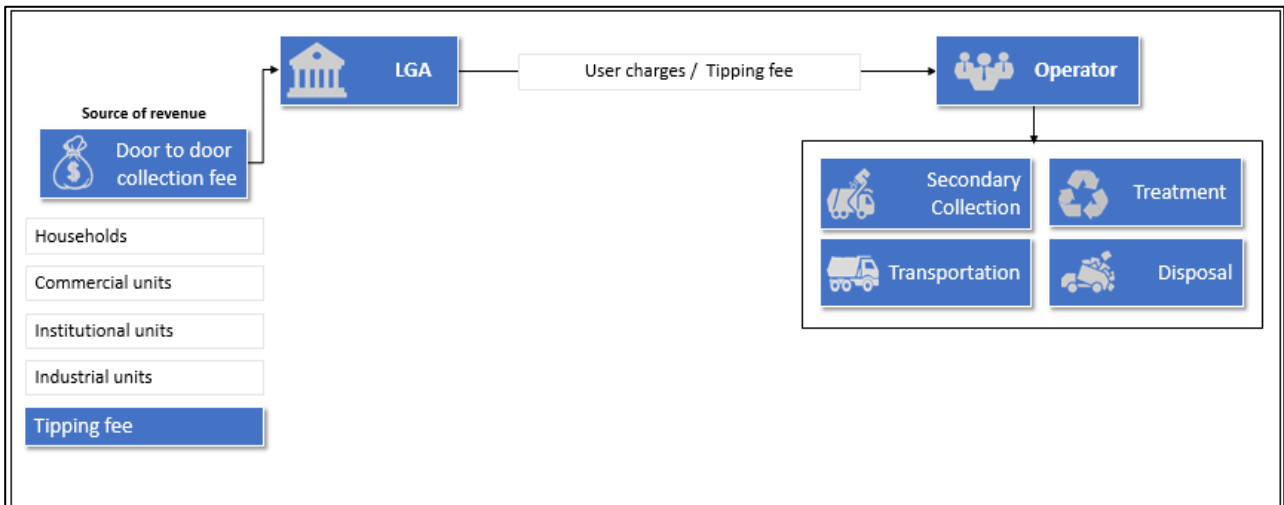 LGA
User charges / Tipping fee
Operator
Source of revenue
Door to door
collection fee
Households
Commercial units
Institutional units
Industrial units
Tipping fee
Secondary
Collection
Treatment
Transportation
Disposal